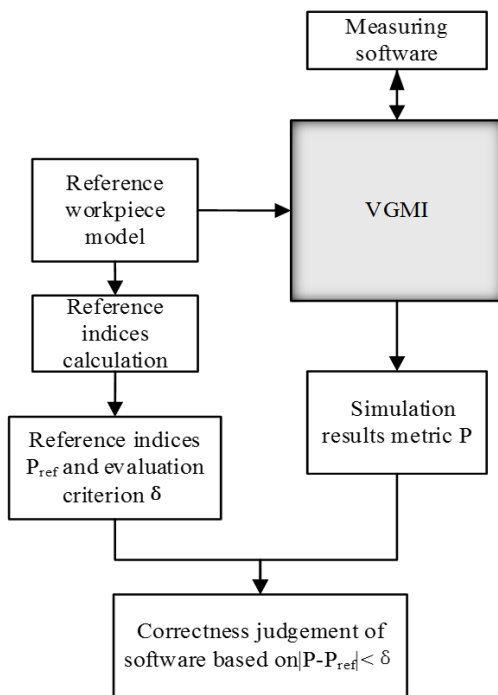 Measuring
software
VGMI
Reference
workpiece
model
Reference
indices
calculation
Simulation
results metric P
Reference indices
Pref and evaluation
criterion δ
Correctness judgement of
software based on|P-Pref|< δ